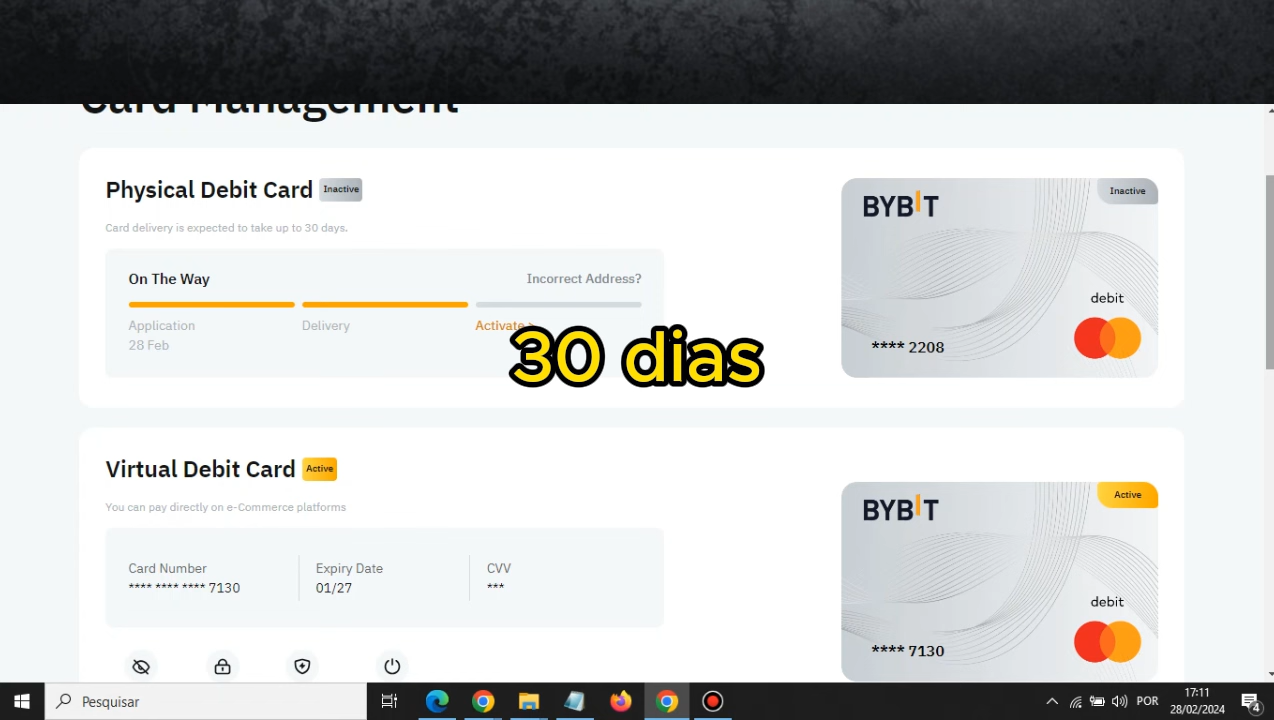 Card Management
Physical Debit Card Inactive
Card delivery is expected to take up to 30 days.
On The Way Incorrect Address?
Application Delivery Activate >
28 Feb
BYBIT Inactive
debit
**** 2208
30 dias
Virtual Debit Card Active
You can pay directly on e-Commerce platforms
Card Number Expiry Date CVV
**** **** **** 7130 01/27 ***
BYBIT Active
debit
**** 7130
Pesquisar
POR
17:11
28/02/2024
4